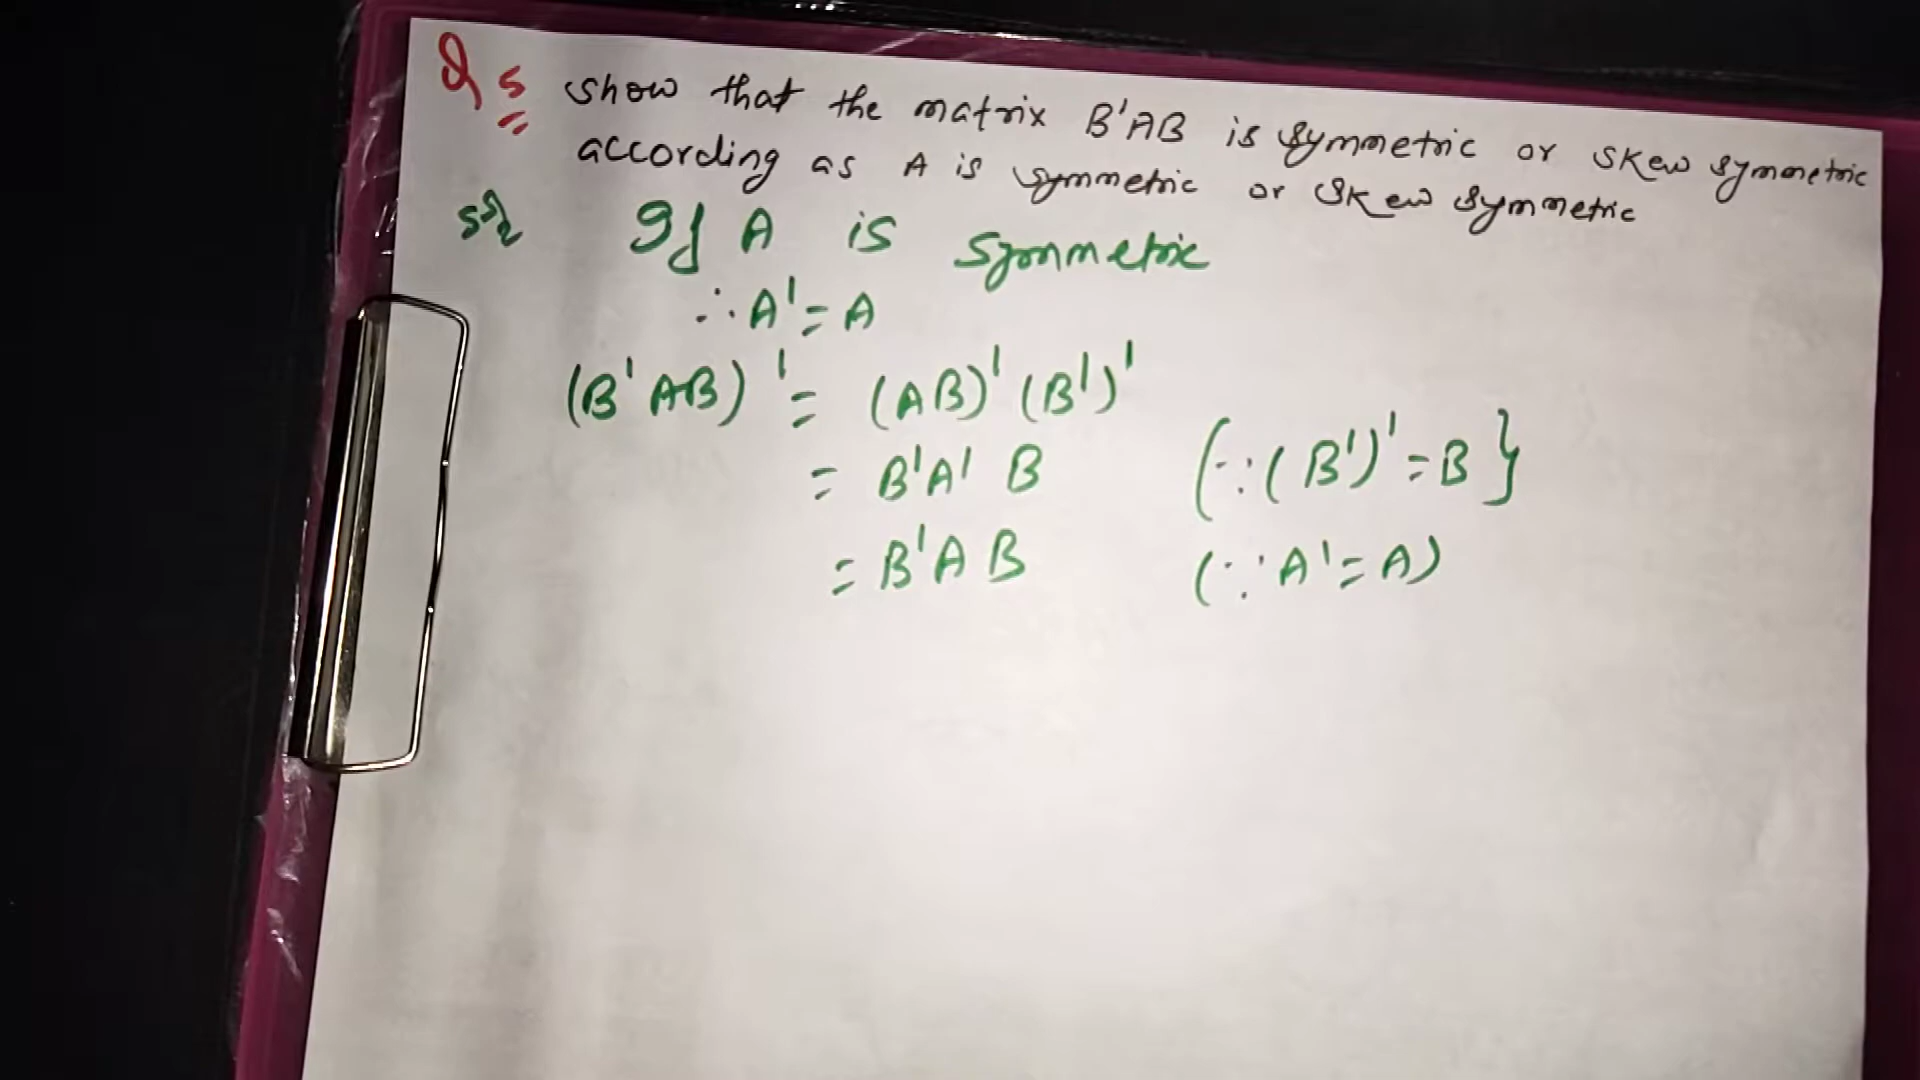 Q 5 show that the matrix B'AB is symmetric or skew symmetric
according as A is symmetric or skew symmetric
Sol If A is symmetric
∴ A' = A
(B'AB)' = (AB)' (B')'
= B'A' B {∵ (B')' = B}
= B'A B (∵ A' = A)